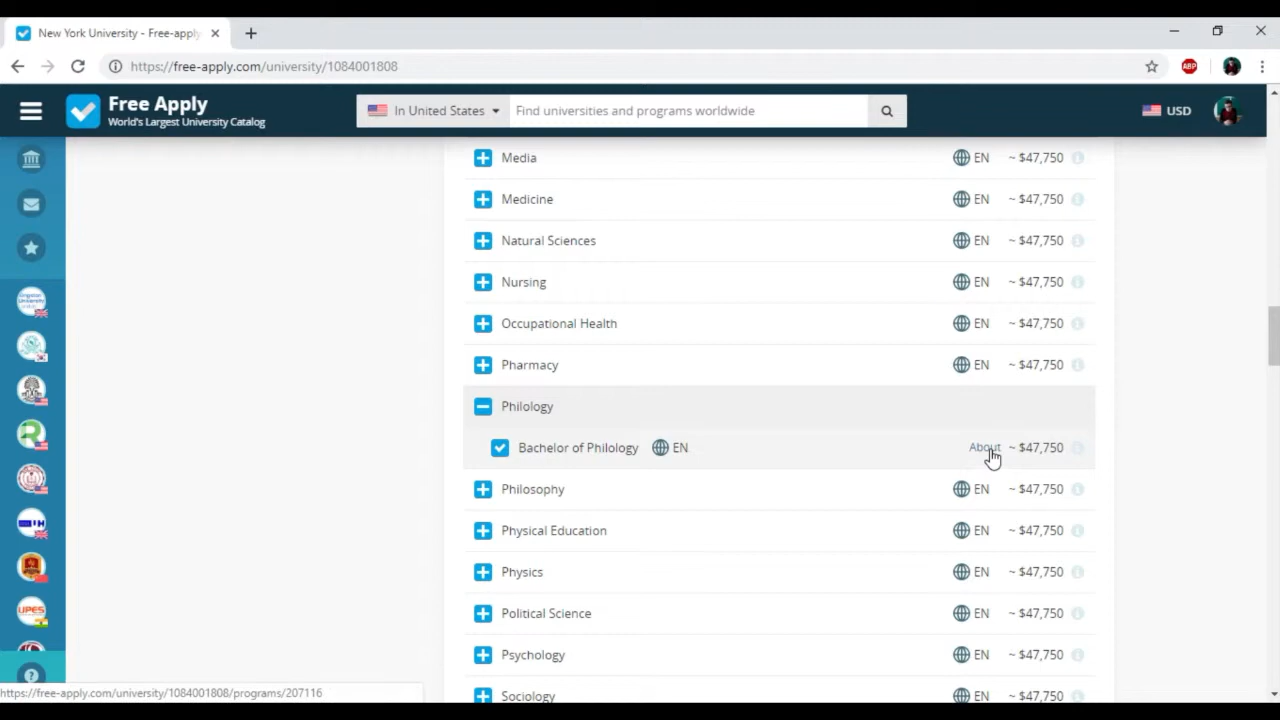 New York University - Free-apply
https://free-apply.com/university/1084001808
ABP
Free Apply
World's Largest University Catalog
In United States
Find universities and programs worldwide
USD
Media EN ~ $47,750
Medicine EN ~ $47,750
Natural Sciences EN ~ $47,750
Nursing EN ~ $47,750
Occupational Health EN ~ $47,750
Pharmacy EN ~ $47,750
Philology
Bachelor of Philology EN About ~ $47,750
Philosophy EN ~ $47,750
Physical Education EN ~ $47,750
Physics EN ~ $47,750
Political Science EN ~ $47,750
Psychology EN ~ $47,750
Sociology EN ~ $47,750
UPES
https://free-apply.com/university/1084001808/programs/207116